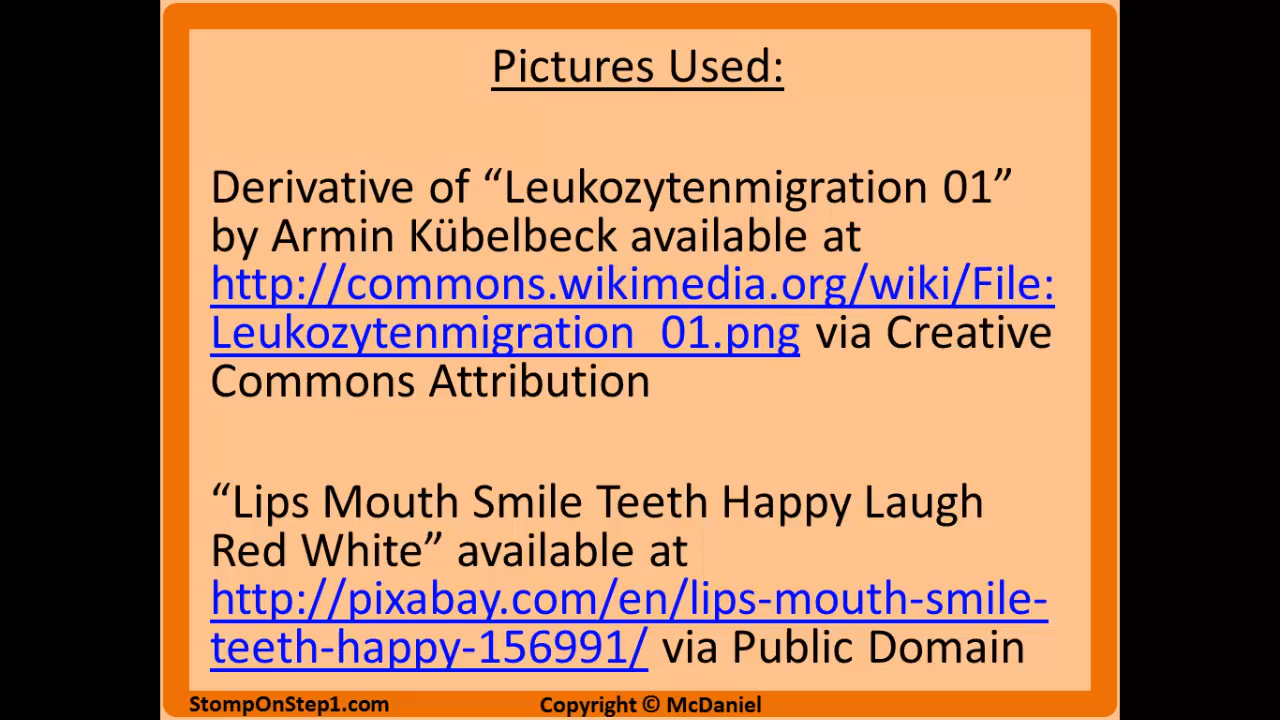 Pictures Used:
Derivative of “Leukozytenmigration 01”
by Armin Kübelbeck available at
http://commons.wikimedia.org/wiki/File:
Leukozytenmigration_01.png via Creative
Commons Attribution
“Lips Mouth Smile Teeth Happy Laugh
Red White” available at
http://pixabay.com/en/lips-mouth-smile-
teeth-happy-156991/ via Public Domain
StompOnStep1.com
Copyright © McDaniel